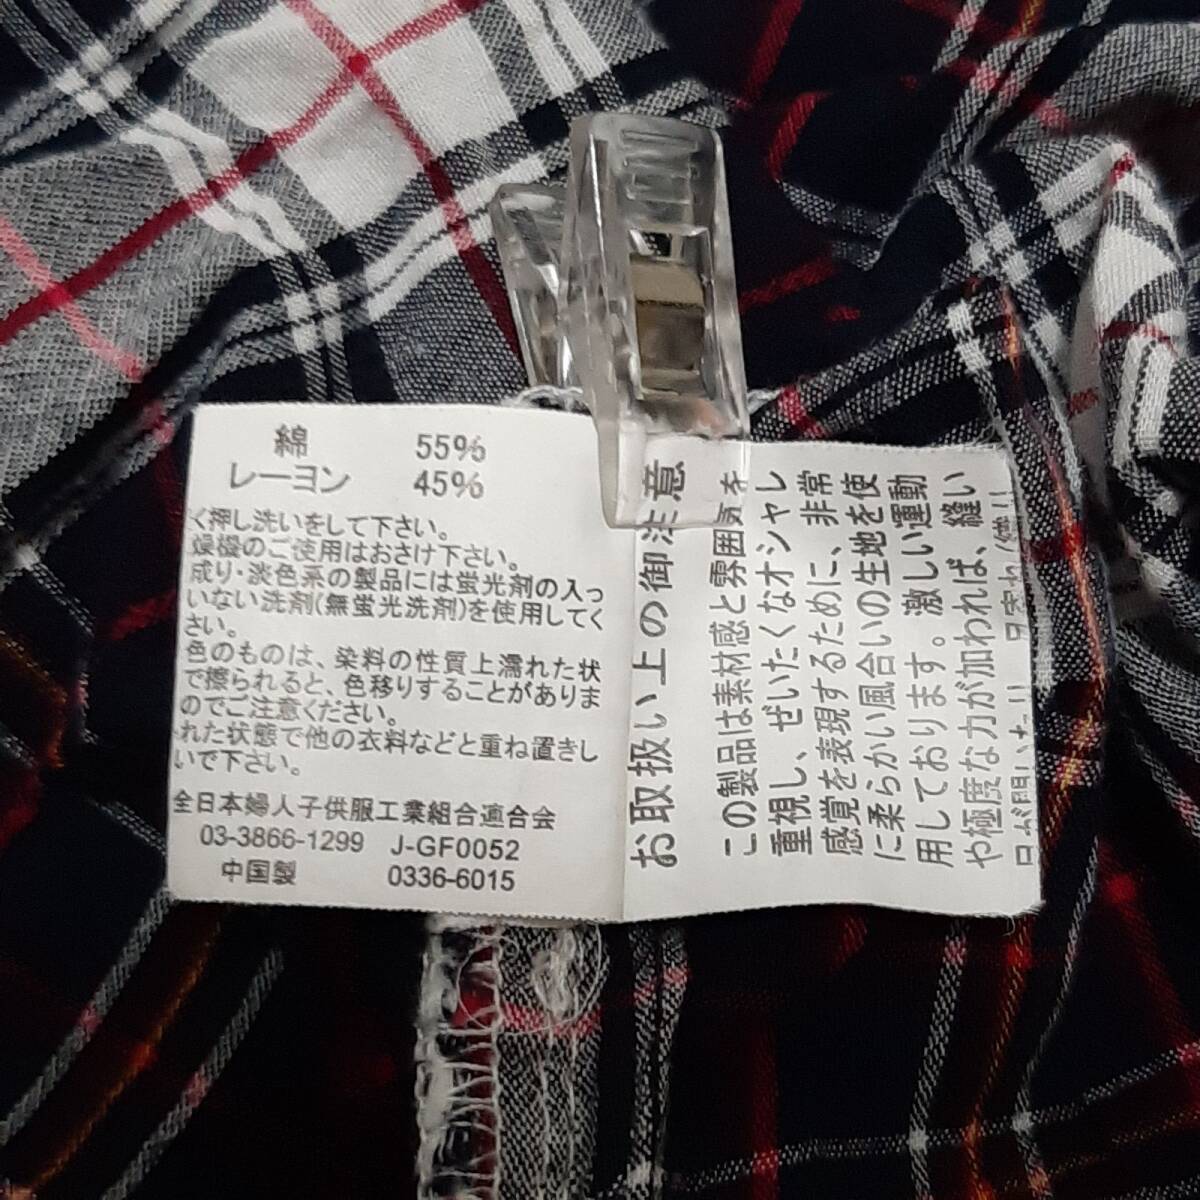 綿 55%
レーヨン 45%
く押し洗いをして下さい。
燥機のご使用はおさけ下さい。
成り・淡色系の製品には蛍光剤の入っ
いない洗剤(無蛍光洗剤)を使用してく
さい。
色のものは、染料の性質上濡れた状
で擦られると、色移りすることがありま
のでご注意ください。
れた状態で他の衣料などと重ね置きし
いで下さい。
全日本婦人子供服工業組合連合会
03-3866-1299 J-GF0052
中国製 0336-6015
お取扱い上の御注意
この製品は素材感と雰囲気を
重視し、ぜいたくなオシャレ
感覚を表現するために、非常
に柔らかい風合いの生地を使
用しております。激しい運動
や極度な力が加われば、縫い